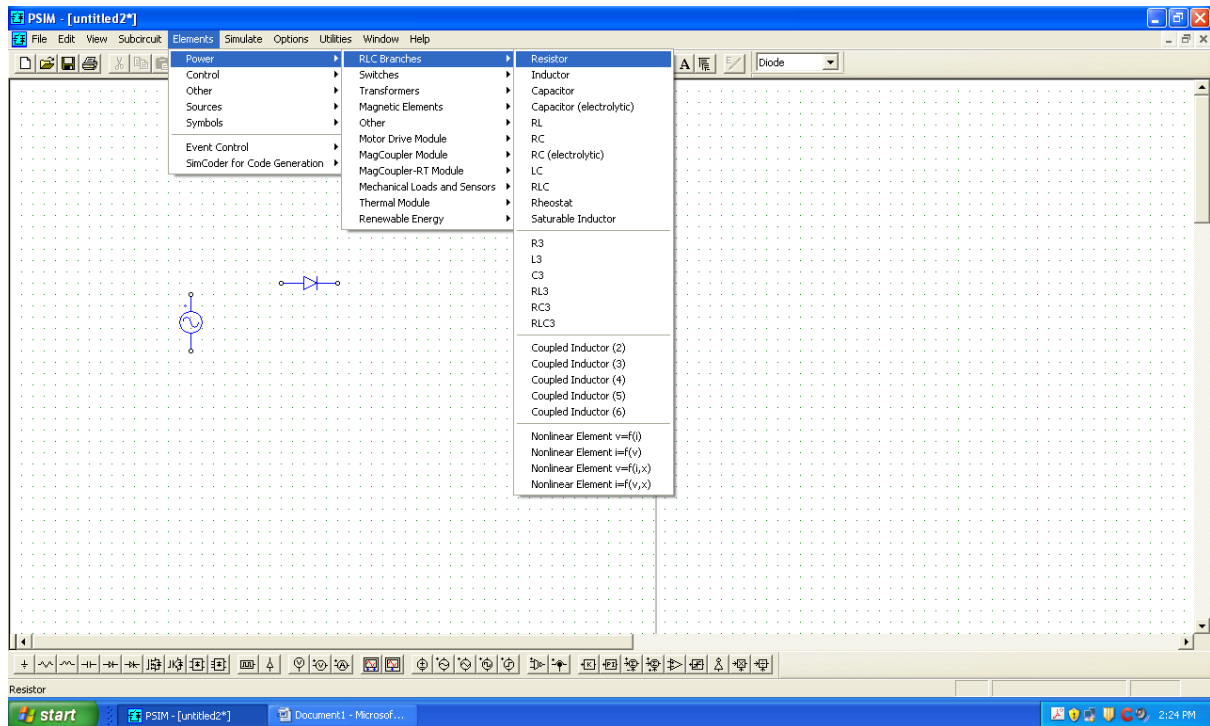 PSIM - [untitled2*]
File Edit View Subcircuit Elements Simulate Options Utilities Window Help
A Diode
Power
Control
Other
Sources
Symbols
Event Control
SimCoder for Code Generation
RLC Branches
Switches
Transformers
Magnetic Elements
Other
Motor Drive Module
MagCoupler Module
MagCoupler-RT Module
Mechanical Loads and Sensors
Thermal Module
Renewable Energy
Resistor
Inductor
Capacitor
Capacitor (electrolytic)
RL
RC
RC (electrolytic)
LC
RLC
Rheostat
Saturable Inductor
R3
L3
C3
RL3
RC3
RLC3
Coupled Inductor (2)
Coupled Inductor (3)
Coupled Inductor (4)
Coupled Inductor (5)
Coupled Inductor (6)
Nonlinear Element v=f(i)
Nonlinear Element i=f(v)
Nonlinear Element v=f(i,x)
Nonlinear Element i=f(v,x)
Resistor
start PSIM - [untitled2*] Document1 - Microsof... 2:24 PM